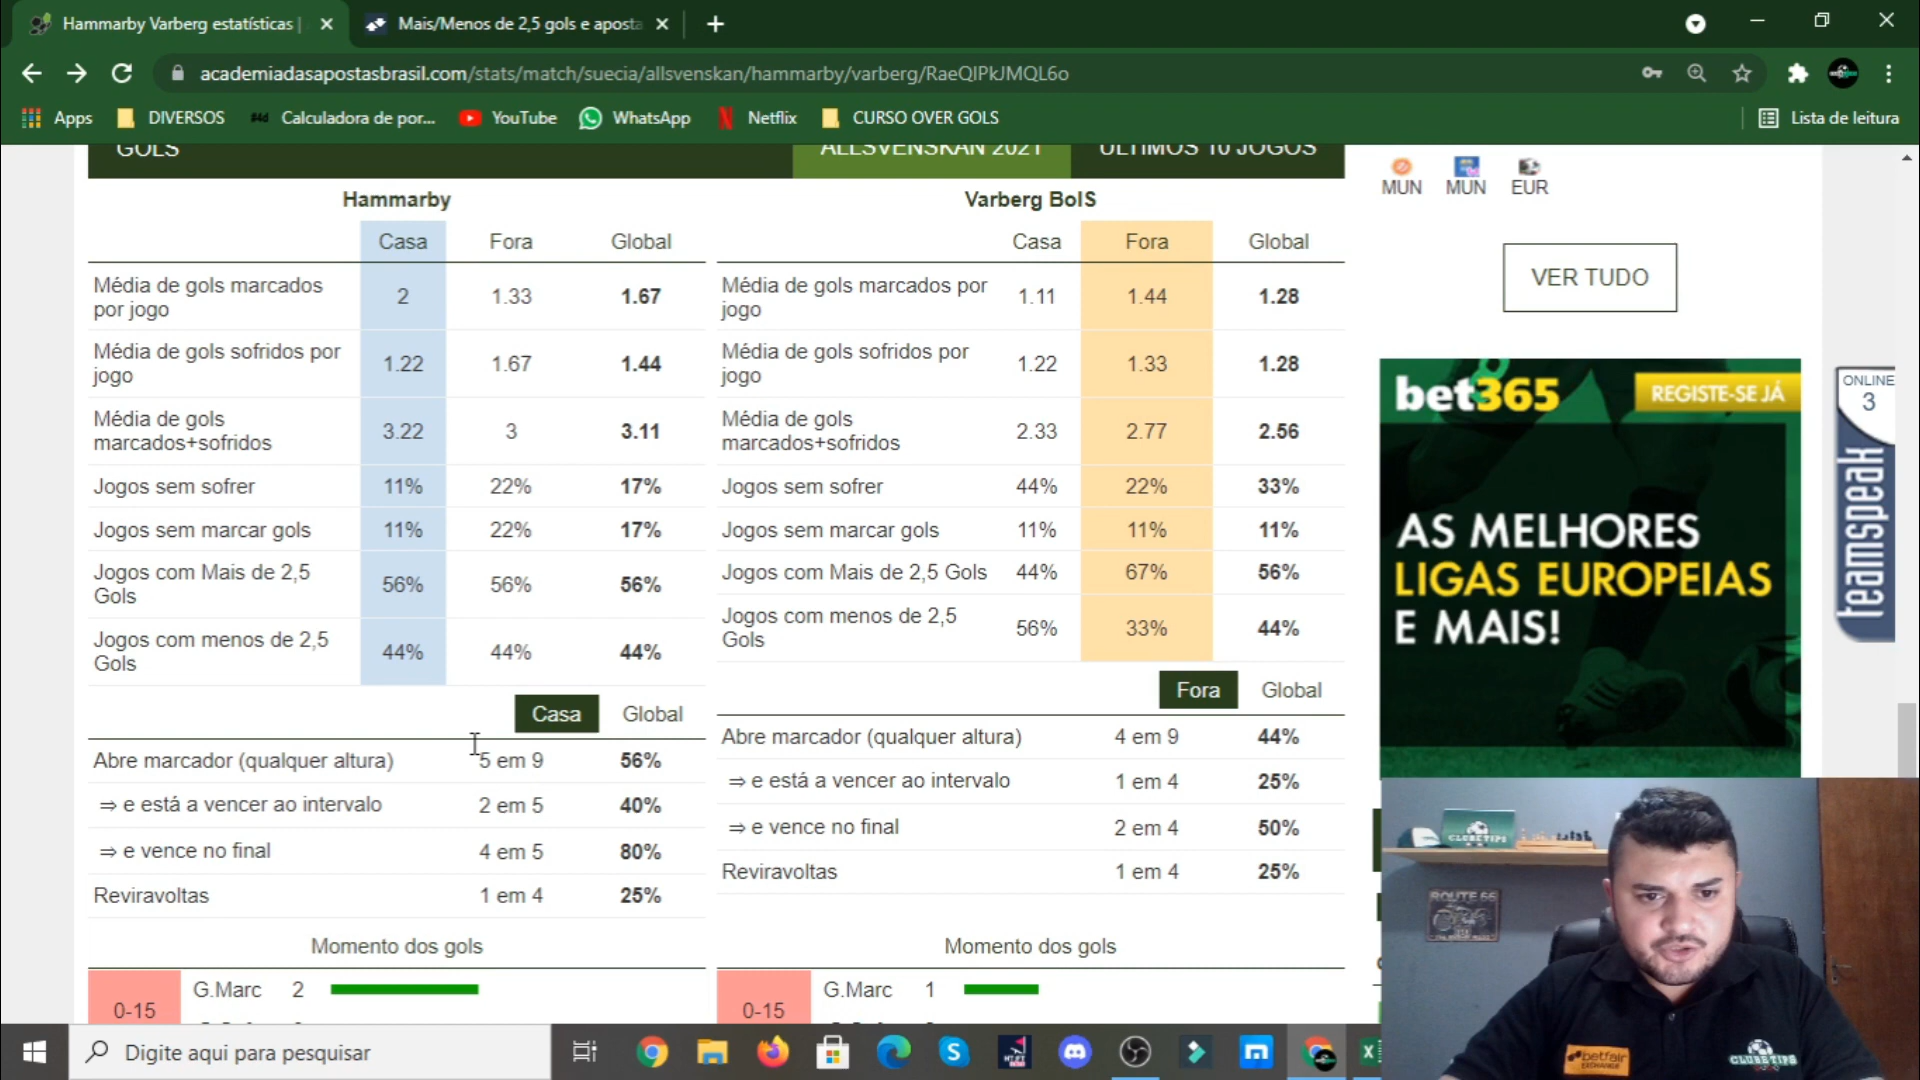 Hammarby Varberg estatísticas |
Mais/Menos de 2,5 gols e aposta
academiadasapostasbrasil.com/stats/match/suecia/allsvenskan/hammarby/varberg/RaeQIPkJMQL6o
Apps
DIVERSOS
Calculadora de por...
YouTube
WhatsApp
Netflix
CURSO OVER GOLS
Lista de leitura
GOLS
ALLSVENSKAN 2021
ÚLTIMOS 10 JOGOS
MUN
MUN
EUR
Hammarby
Casa Fora Global
Média de gols marcados
por jogo
2 1.33 1.67
Média de gols sofridos por
jogo
1.22 1.67 1.44
Média de gols
marcados+sofridos
3.22 3 3.11
Jogos sem sofrer 11% 22% 17%
Jogos sem marcar gols 11% 22% 17%
Jogos com Mais de 2,5
Gols
56% 56% 56%
Jogos com menos de 2,5
Gols
44% 44% 44%
Casa Global
Abre marcador (qualquer altura) 5 em 9 56%
⇒ e está a vencer ao intervalo 2 em 5 40%
⇒ e vence no final 4 em 5 80%
Reviravoltas 1 em 4 25%
Momento dos gols
0-15
G.Marc 2
Varberg BoIS
Casa Fora Global
Média de gols marcados por
jogo
1.11 1.44 1.28
Média de gols sofridos por
jogo
1.22 1.33 1.28
Média de gols
marcados+sofridos
2.33 2.77 2.56
Jogos sem sofrer 44% 22% 33%
Jogos sem marcar gols 11% 11% 11%
Jogos com Mais de 2,5 Gols 44% 67% 56%
Jogos com menos de 2,5
Gols
56% 33% 44%
Fora Global
Abre marcador (qualquer altura) 4 em 9 44%
⇒ e está a vencer ao intervalo 1 em 4 25%
⇒ e vence no final 2 em 4 50%
Reviravoltas 1 em 4 25%
Momento dos gols
0-15
G.Marc 1
VER TUDO
bet365
REGISTE-SE JÁ
AS MELHORES
LIGAS EUROPEIAS
E MAIS!
ONLINE
3
teamspeak
CLUBETIPS
ROUTE 66
betfair
EXCHANGE
CLUBETIPS
Digite aqui para pesquisar